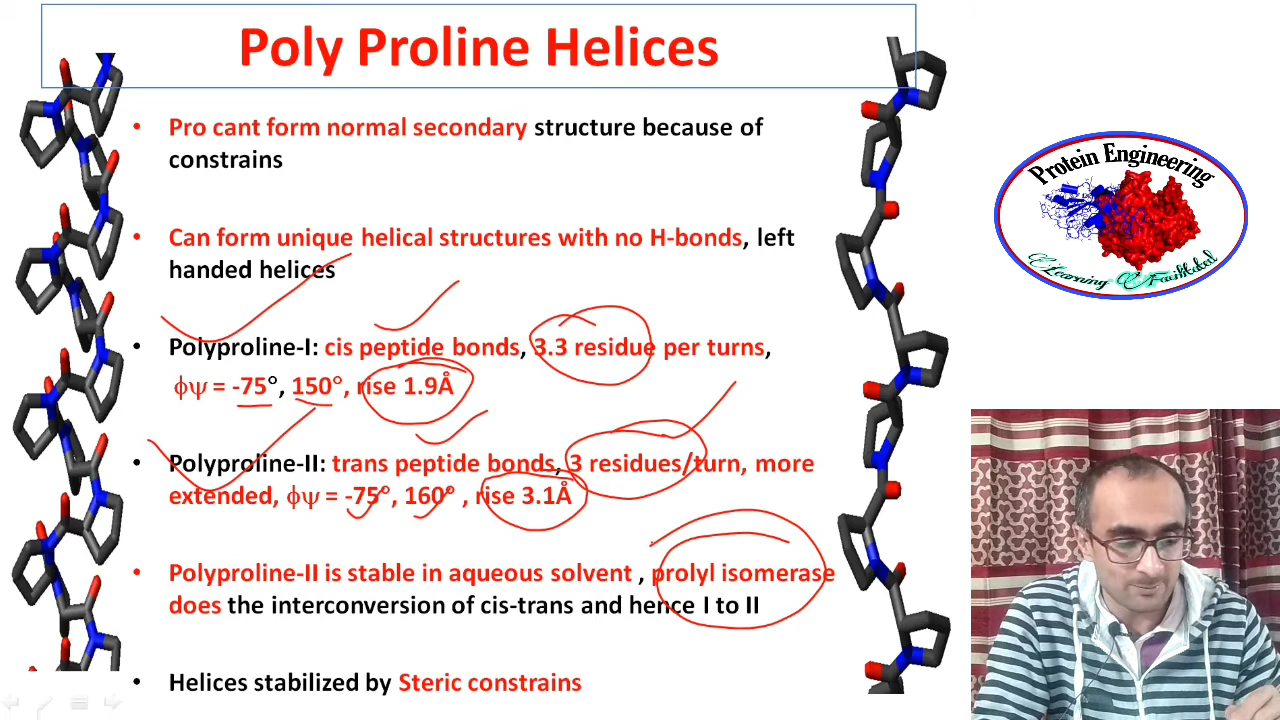 Poly Proline Helices
• Pro cant form normal secondary structure because of
constrains
• Can form unique helical structures with no H-bonds, left
handed helices
• Polyproline-I: cis peptide bonds, 3.3 residue per turns,
ϕψ = -75°, 150°, rise 1.9Å
• Polyproline-II: trans peptide bonds, 3 residues/turn, more
extended, ϕψ = -75°, 160° , rise 3.1Å
• Polyproline-II is stable in aqueous solvent , prolyl isomerase
does the interconversion of cis-trans and hence I to II
• Helices stabilized by Steric constrains
Protein Engineering
Learning Facilitated